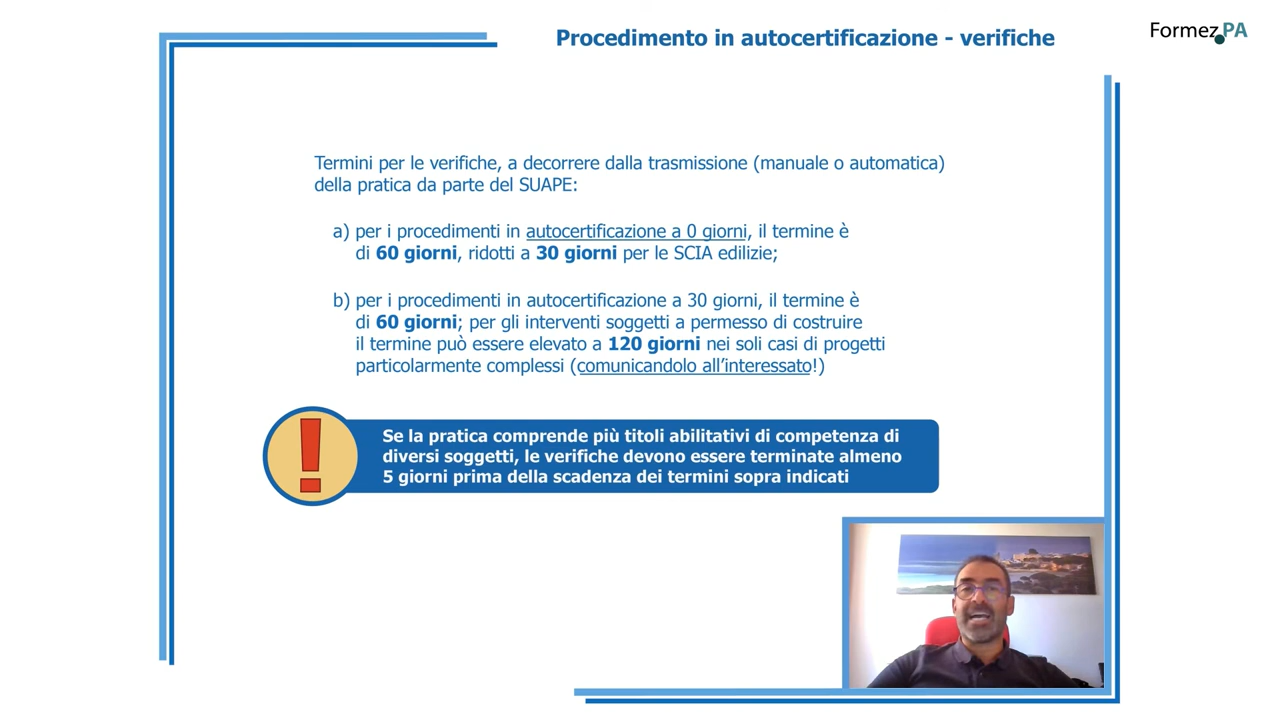 Procedimento in autocertificazione - verifiche
Formez PA
Termini per le verifiche, a decorrere dalla trasmissione (manuale o automatica)
della pratica da parte del SUAPE:
a) per i procedimenti in autocertificazione a 0 giorni, il termine è
di 60 giorni, ridotti a 30 giorni per le SCIA edilizie;
b) per i procedimenti in autocertificazione a 30 giorni, il termine è
di 60 giorni; per gli interventi soggetti a permesso di costruire
il termine può essere elevato a 120 giorni nei soli casi di progetti
particolarmente complessi (comunicandolo all’interessato!)
Se la pratica comprende più titoli abilitativi di competenza di
diversi soggetti, le verifiche devono essere terminate almeno
5 giorni prima della scadenza dei termini sopra indicati